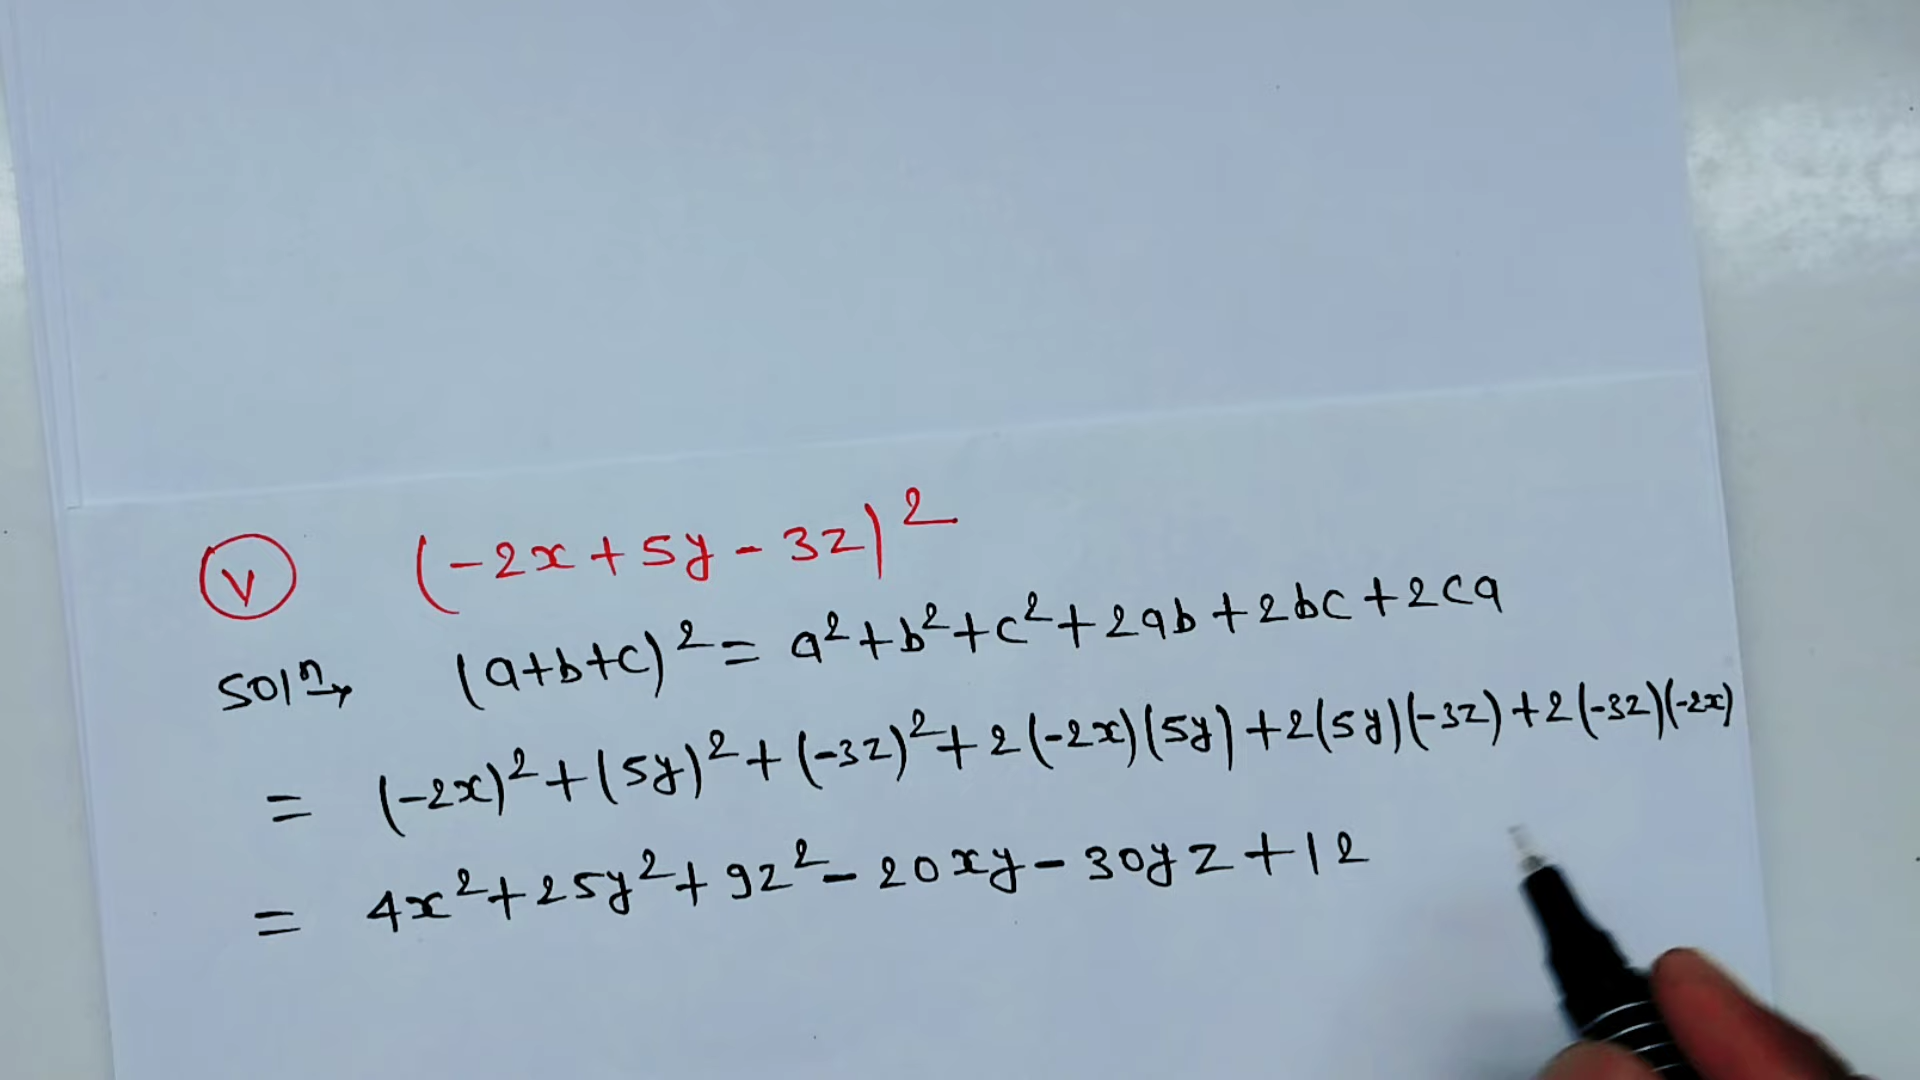 (v) (-2x+5y-3z)²
Solⁿ→ (a+b+c)² = a²+b²+c²+2ab+2bc+2ca
= (-2x)²+(5y)²+(-3z)²+2(-2x)(5y)+2(5y)(-3z)+2(-3z)(-2x)
= 4x²+25y²+9z²-20xy-30yz+12